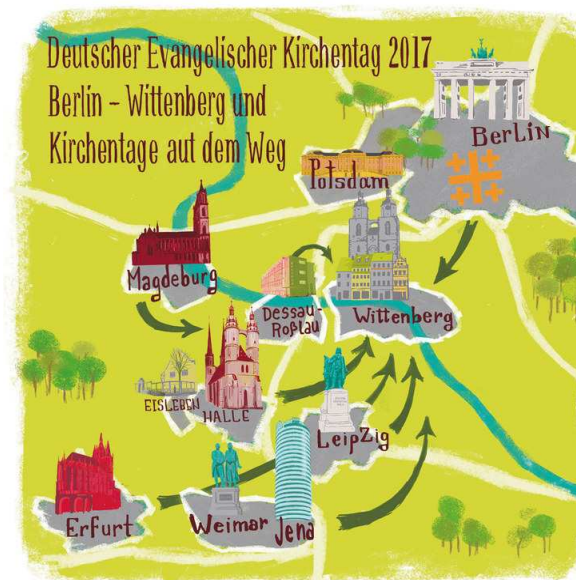 Deutscher Evangelischer Kirchentag 2017
Berlin – Wittenberg und
Kirchentage aut dem Weg
Berlin
Potsdam
Magdeburg
Dessau-
Roßlau
Wittenberg
EISLEBEN
HALLE
Leipzig
Erfurt
Weimar
Jena